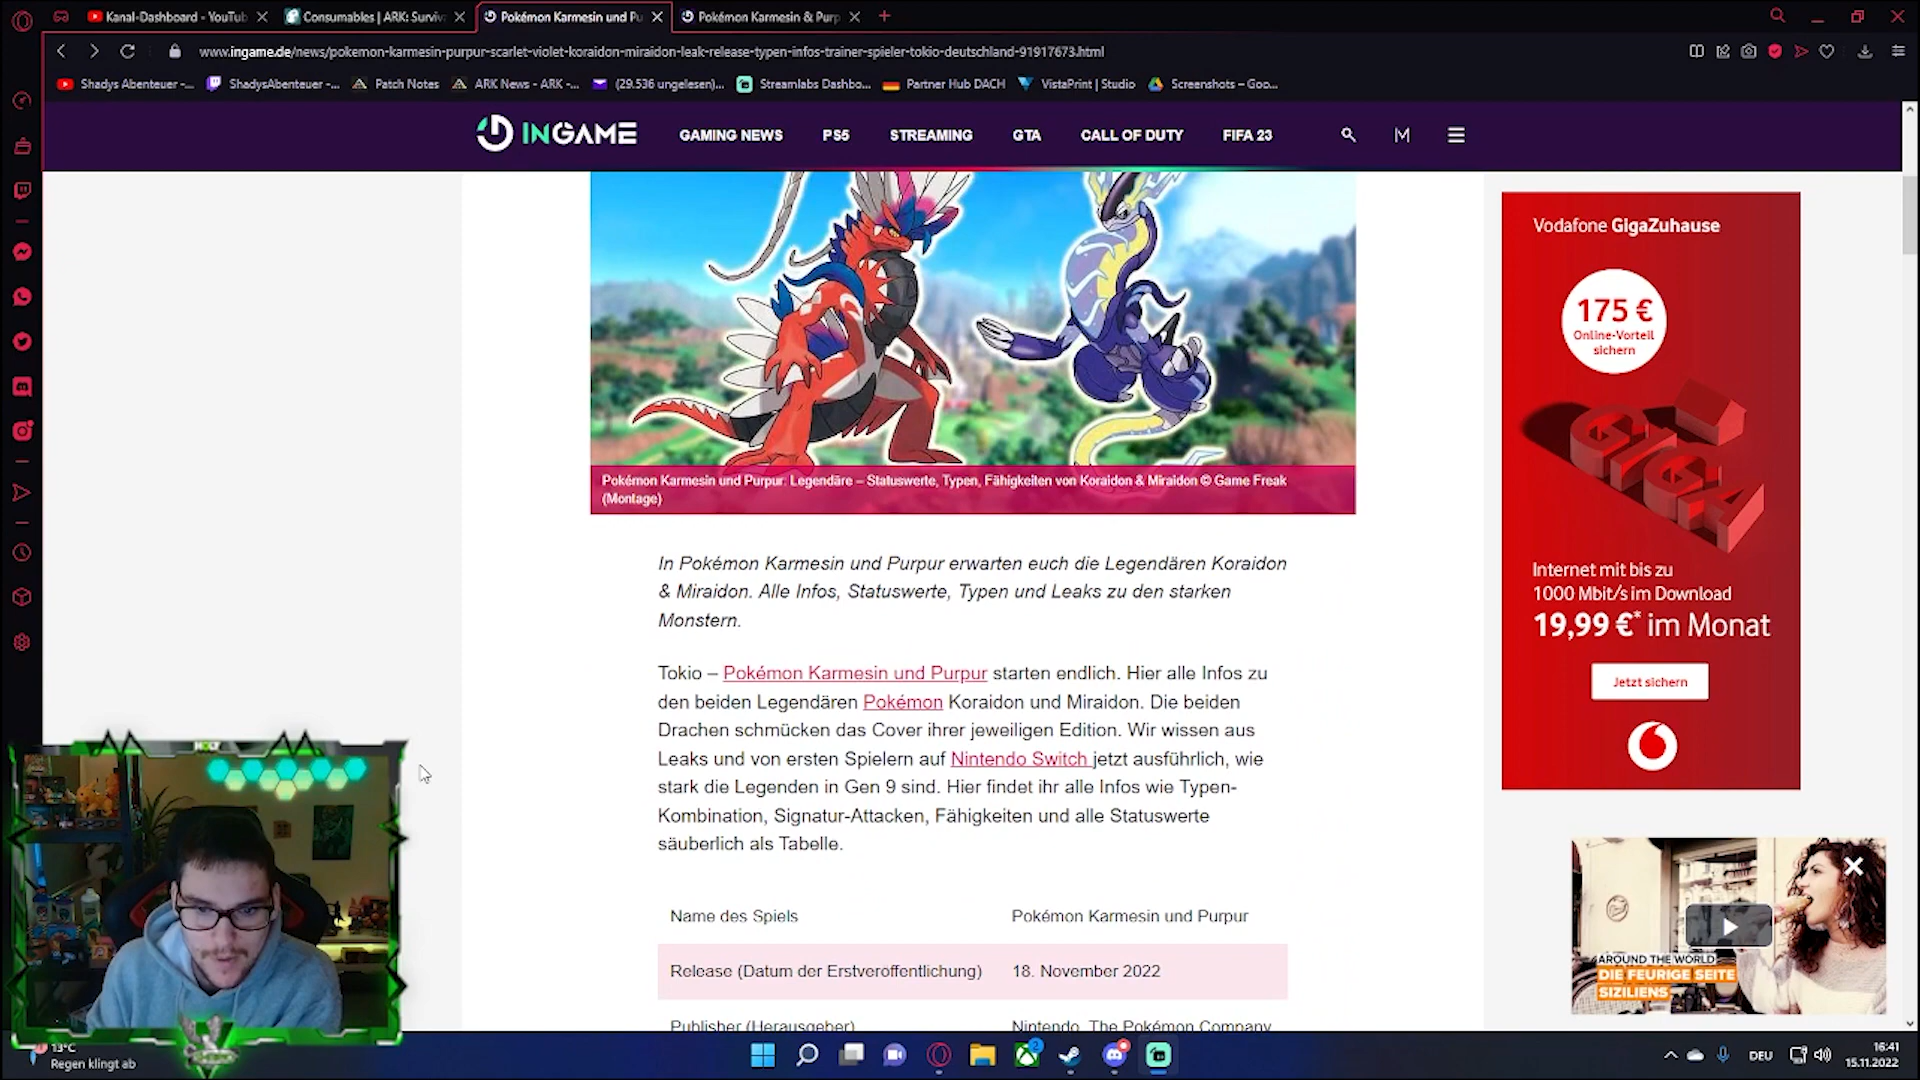 Kanal-Dashboard - YouTub
Consumables | ARK: Surviv
Pokémon Karmesin und Pu
Pokémon Karmesin & Purp
www.ingame.de/news/pokemon-karmesin-purpur-scarlet-violet-koraidon-miraidon-leak-release-typen-infos-trainer-spieler-tokio-deutschland-91917673.html
Shadys Abenteuer -...
ShadysAbenteuer -...
Patch Notes
ARK News - ARK -...
(29.536 ungelesen)...
Streamlabs Dashbo...
Partner Hub DACH
VistaPrint | Studio
Screenshots – Goo...
INGAME
GAMING NEWS
PS5
STREAMING
GTA
CALL OF DUTY
FIFA 23
M
Pokémon Karmesin und Purpur: Legendäre – Statuswerte, Typen, Fähigkeiten von Koraidon & Miraidon © Game Freak
(Montage)
In Pokémon Karmesin und Purpur erwarten euch die Legendären Koraidon
& Miraidon. Alle Infos, Statuswerte, Typen und Leaks zu den starken
Monstern.
Tokio – Pokémon Karmesin und Purpur starten endlich. Hier alle Infos zu
den beiden Legendären Pokémon Koraidon und Miraidon. Die beiden
Drachen schmücken das Cover ihrer jeweiligen Edition. Wir wissen aus
Leaks und von ersten Spielern auf Nintendo Switch jetzt ausführlich, wie
stark die Legenden in Gen 9 sind. Hier findet ihr alle Infos wie Typen-
Kombination, Signatur-Attacken, Fähigkeiten und alle Statuswerte
säuberlich als Tabelle.
Name des Spiels
Pokémon Karmesin und Purpur
Release (Datum der Erstveröffentlichung)
18. November 2022
Publisher (Herausgeber)
Nintendo, The Pokémon Company
Vodafone GigaZuhause
175 €
Online-Vorteil
sichern
GIGA
Internet mit bis zu
1000 Mbit/s im Download
19,99 €* im Monat
Jetzt sichern
AROUND THE WORLD
DIE FEURIGE SEITE
SIZILIENS
13°C
Regen klingt ab
2
DEU
16:41
15.11.2022